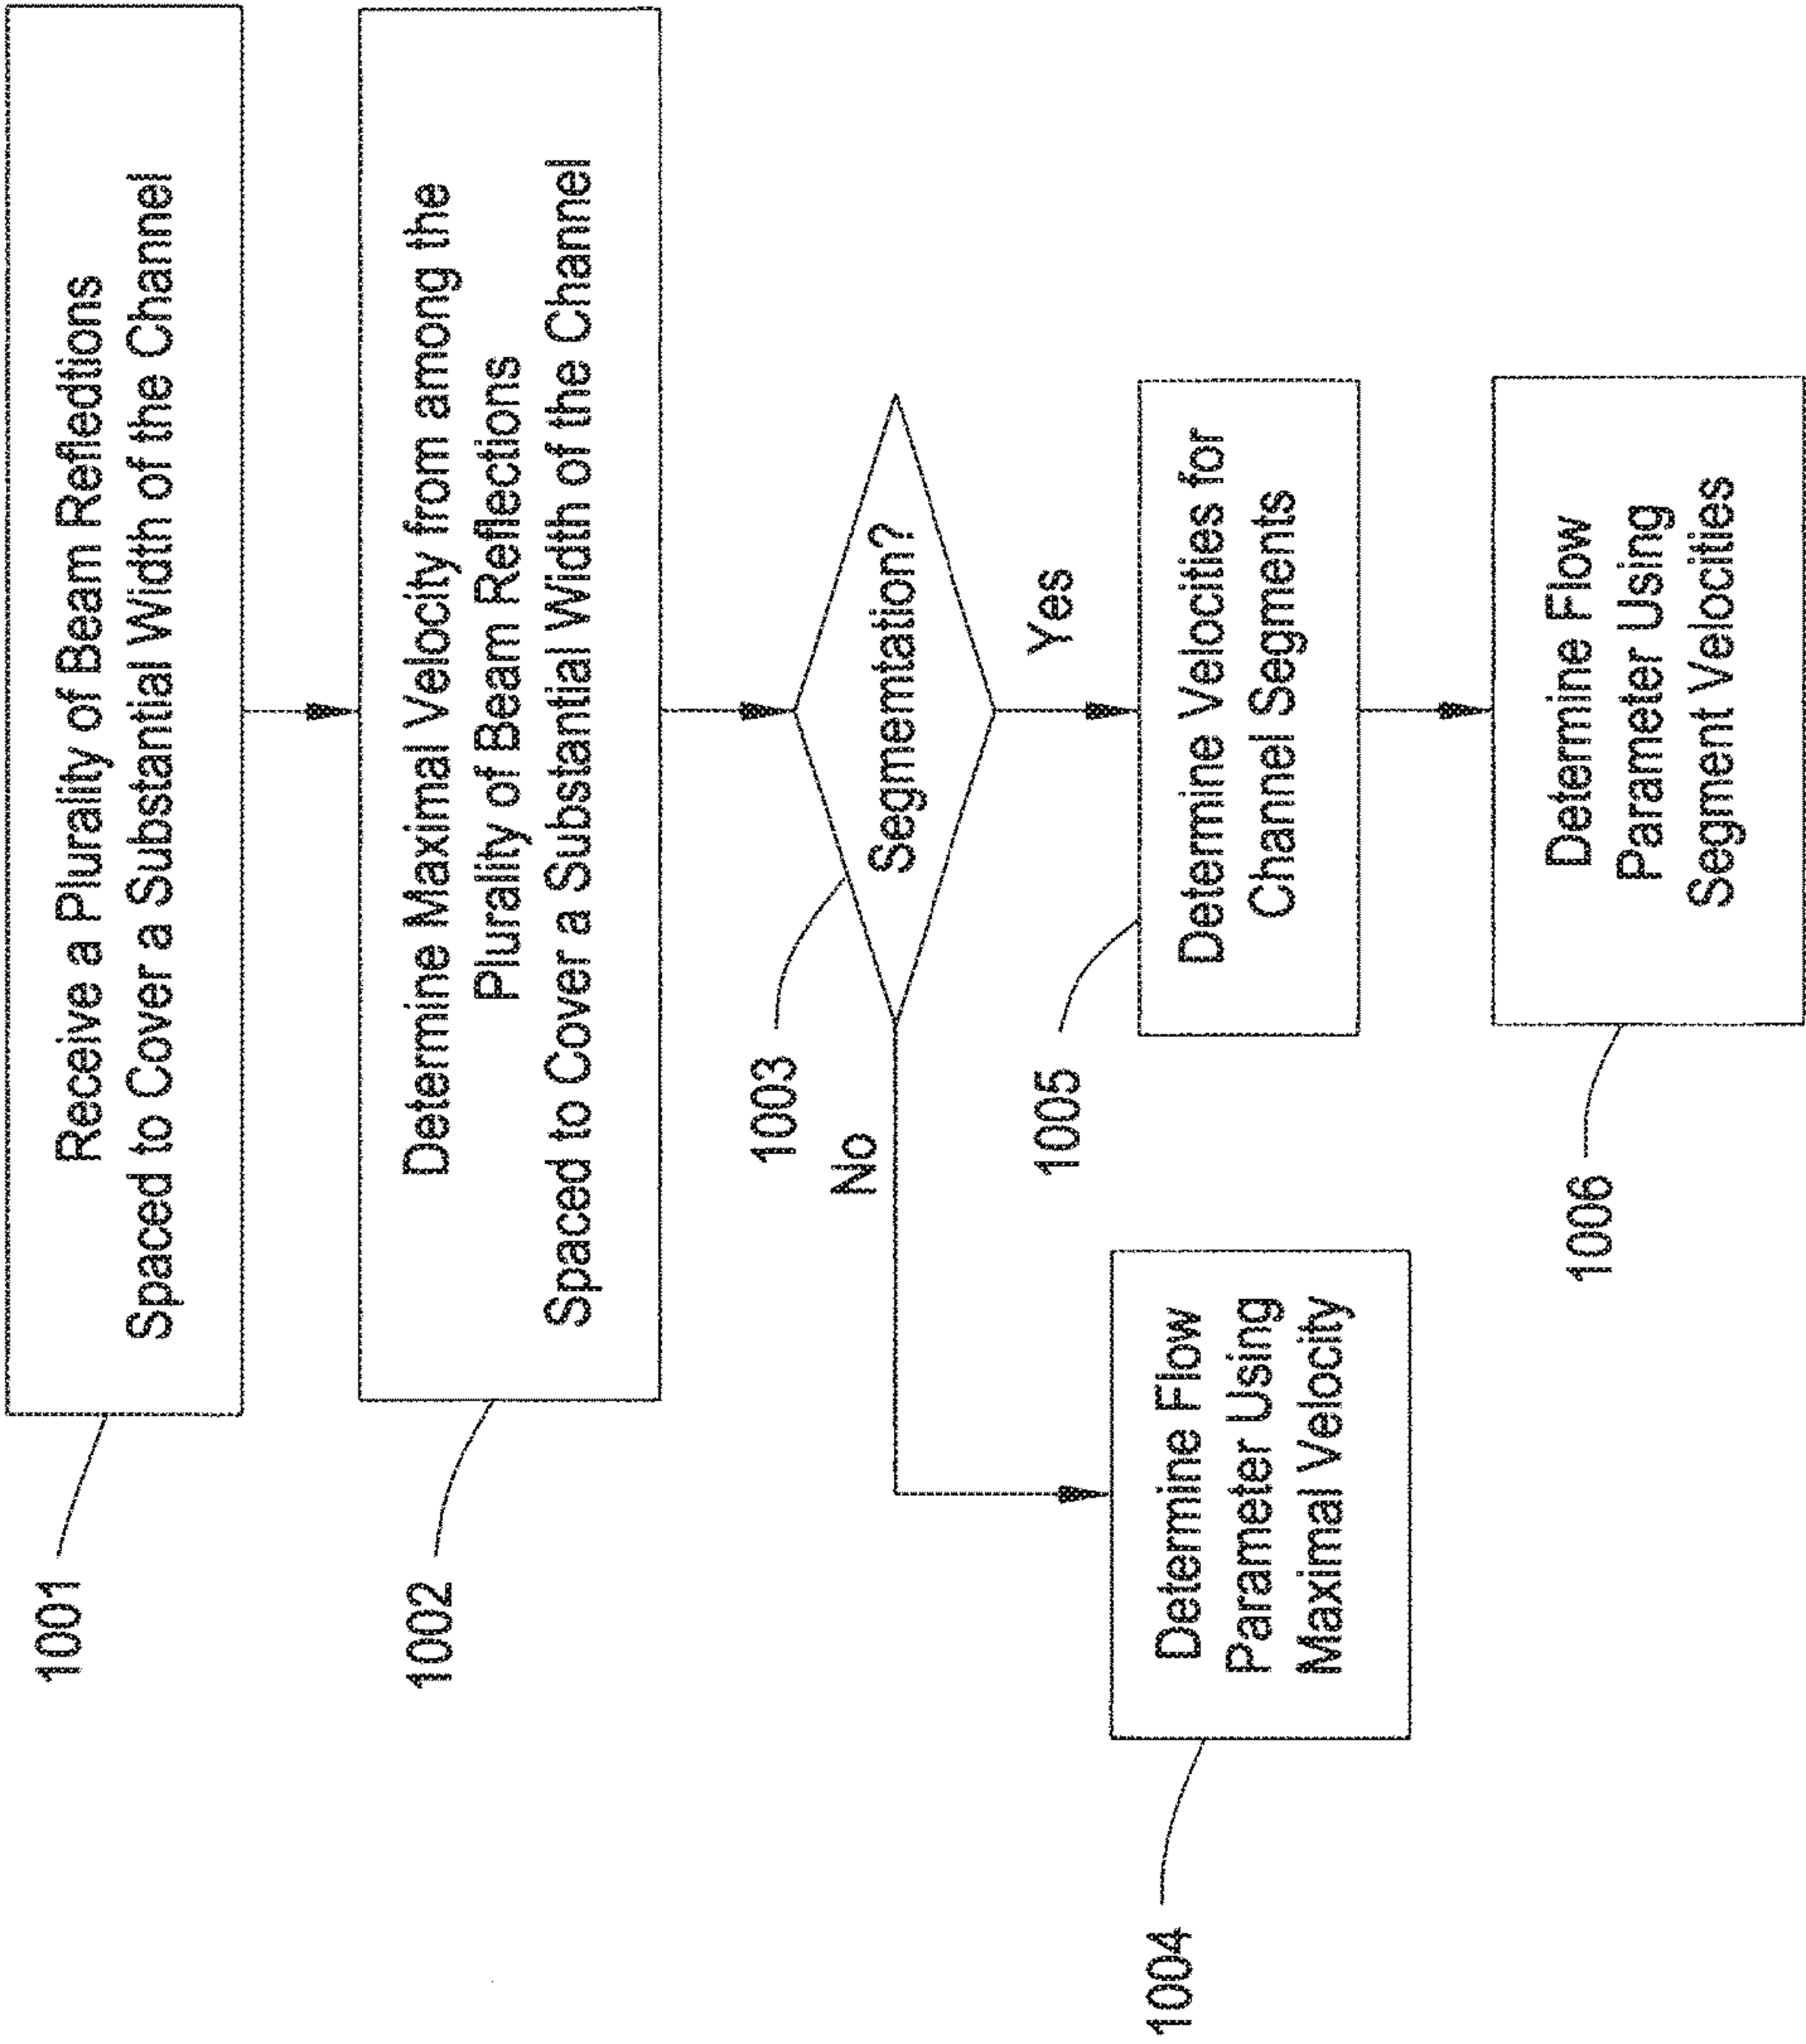 1001
Receive a Plurality of Beam Refledtions
Spaced to Cover a Substantial Width of the Channel
1002
Determine Maximal Velocity from among the
Plurality of Beam Reflections
Spaced to Cover a Substantial Width of the Channel
1003
Segmentation?
No
Yes
1004
Determine Flow
Parameter Using
Maximal Velocity
1005
Determine Velocities for
Channel Segments
1006
Determine Flow
Parameter Using
Segment Velocities